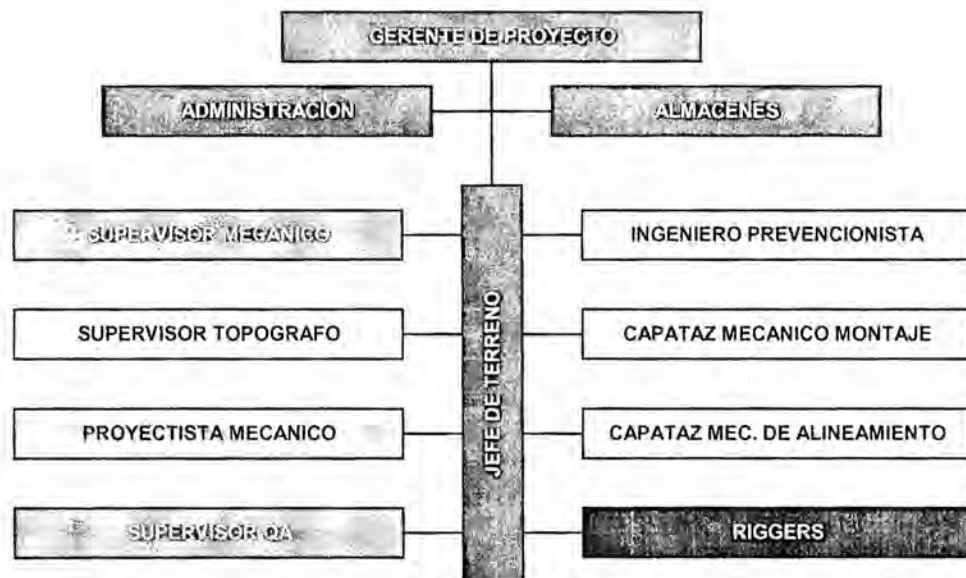 GERENTE DE PROYECTO
ADMINISTRACION
ALMACENES
SUPERVISOR MECANICO
INGENIERO PREVENCIONISTA
JEFE DE TERRENO
SUPERVISOR TOPOGRAFO
CAPATAZ MECANICO MONTAJE
PROYECTISTA MECANICO
CAPATAZ MEC. DE ALINEAMIENTO
SUPERVISOR QA
RIGGERS